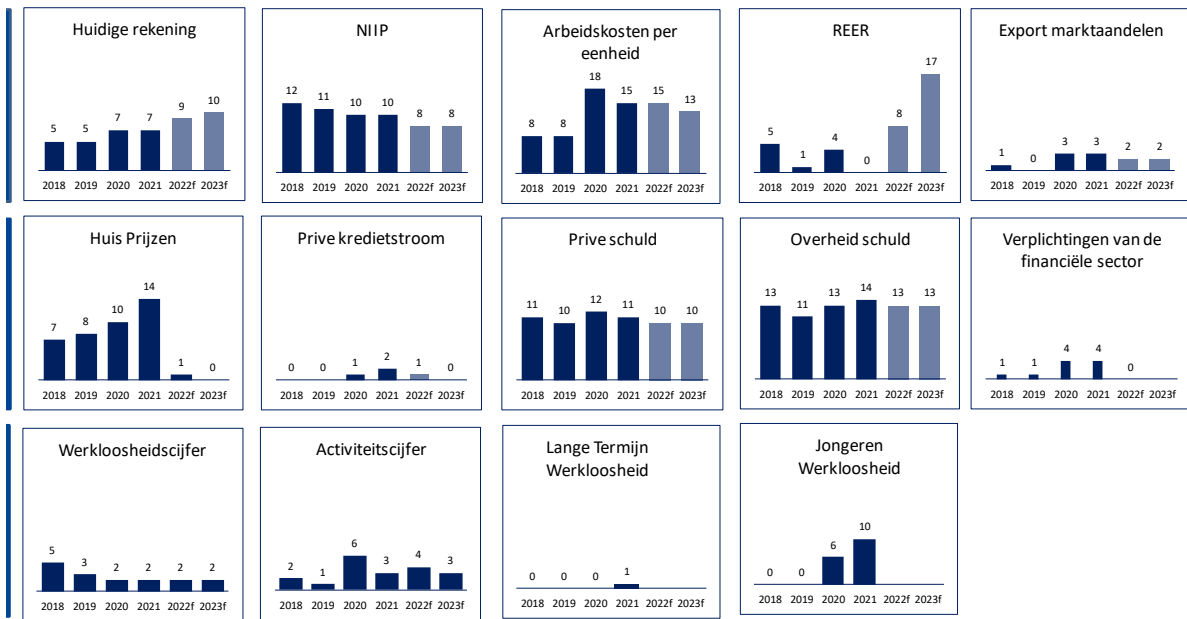 Huidige rekening
5 5 7 7 9 10
2018 2019 2020 2021 2022f 2023f
NIIP
12 11 10 10 8 8
2018 2019 2020 2021 2022f 2023f
Arbeidskosten per
eenheid
8 8 18 15 15 13
2018 2019 2020 2021 2022f 2023f
REER
5 1 4 0 8 17
2018 2019 2020 2021 2022f 2023f
Export marktaandelen
1 0 3 3 2 2
2018 2019 2020 2021 2022f 2023f
Huis Prijzen
7 8 10 14 1 0
2018 2019 2020 2021 2022f 2023f
Prive kredietstroom
0 0 1 2 1 0
2018 2019 2020 2021 2022f 2023f
Prive schuld
11 10 12 11 10 10
2018 2019 2020 2021 2022f 2023f
Overheid schuld
13 11 13 14 13 13
2018 2019 2020 2021 2022f 2023f
Verplichtingen van de
financiële sector
1 1 4 4 0
2018 2019 2020 2021 2022f 2023f
Werkloosheidscijfer
5 3 2 2 2 2
2018 2019 2020 2021 2022f 2023f
Activiteitscijfer
2 1 6 3 4 3
2018 2019 2020 2021 2022f 2023f
Lange Termijn
Werkloosheid
0 0 0 1
2018 2019 2020 2021 2022f 2023f
Jongeren
Werkloosheid
0 0 6 10
2018 2019 2020 2021 2022f 2023f